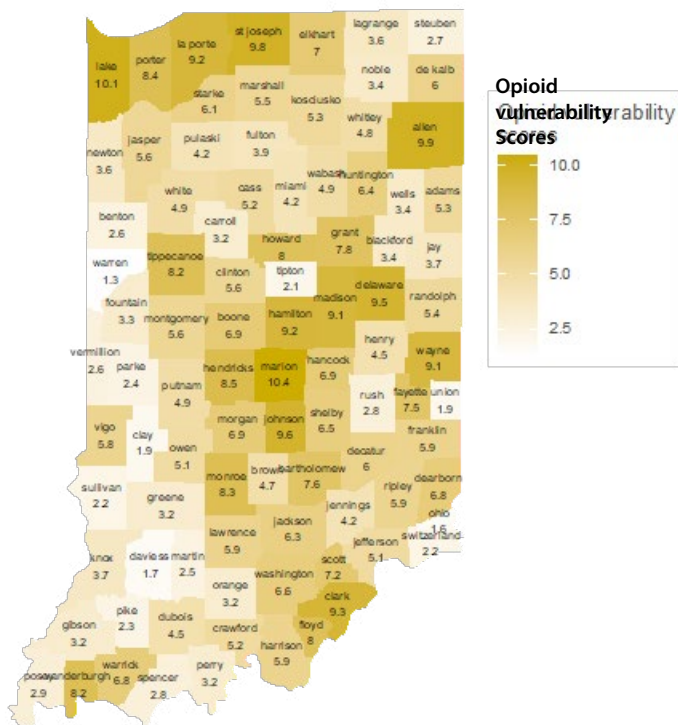 st joseph
9.8
elkhart
7
lagrange
3.6
steuben
2.7
la porte
9.2
porter
8.4
lake
10.1
noble
3.4
de kalb
6
marshall
5.5
starke
6.1
kosciusko
5.3
whitley
4.8
allen
9.9
jasper
5.6
pulaski
4.2
fulton
3.9
newton
3.6
white
4.9
cass
5.2
miami
4.2
wabash
4.9
huntington
6.4
wells
3.4
adams
5.3
benton
2.6
carroll
3.2
howard
8
grant
7.8
blackford
3.4
jay
3.7
warren
1.3
tippecanoe
8.2
clinton
5.6
tipton
2.1
madison
9.1
delaware
9.5
randolph
5.4
fountain
3.3
montgomery
5.6
boone
6.9
hamilton
9.2
henry
4.5
wayne
9.1
vermillion
2.6
parke
2.4
putnam
4.9
hendricks
8.5
marion
10.4
hancock
6.9
rush
2.8
fayette
7.5
union
1.9
vigo
5.8
clay
1.9
owen
5.1
morgan
6.9
johnson
9.6
shelby
6.5
franklin
5.9
decatur
6
sullivan
2.2
greene
3.2
monroe
8.3
brown
4.7
bartholomew
7.6
jennings
4.2
ripley
5.9
dearborn
6.8
ohio
1.6
switzerland
2.2
jefferson
5.1
jackson
6.3
lawrence
5.9
knox
3.7
daviess
1.7
martin
2.5
orange
3.2
washington
6.6
scott
7.2
clark
9.3
floyd
8
gibson
3.2
pike
2.3
dubois
4.5
crawford
5.2
harrison
5.9
posey
2.9
vanderburgh
8.2
warrick
6.8
spencer
2.8
perry
3.2
Opioid
vulnerability
Scores
10.0
7.5
5.0
2.5